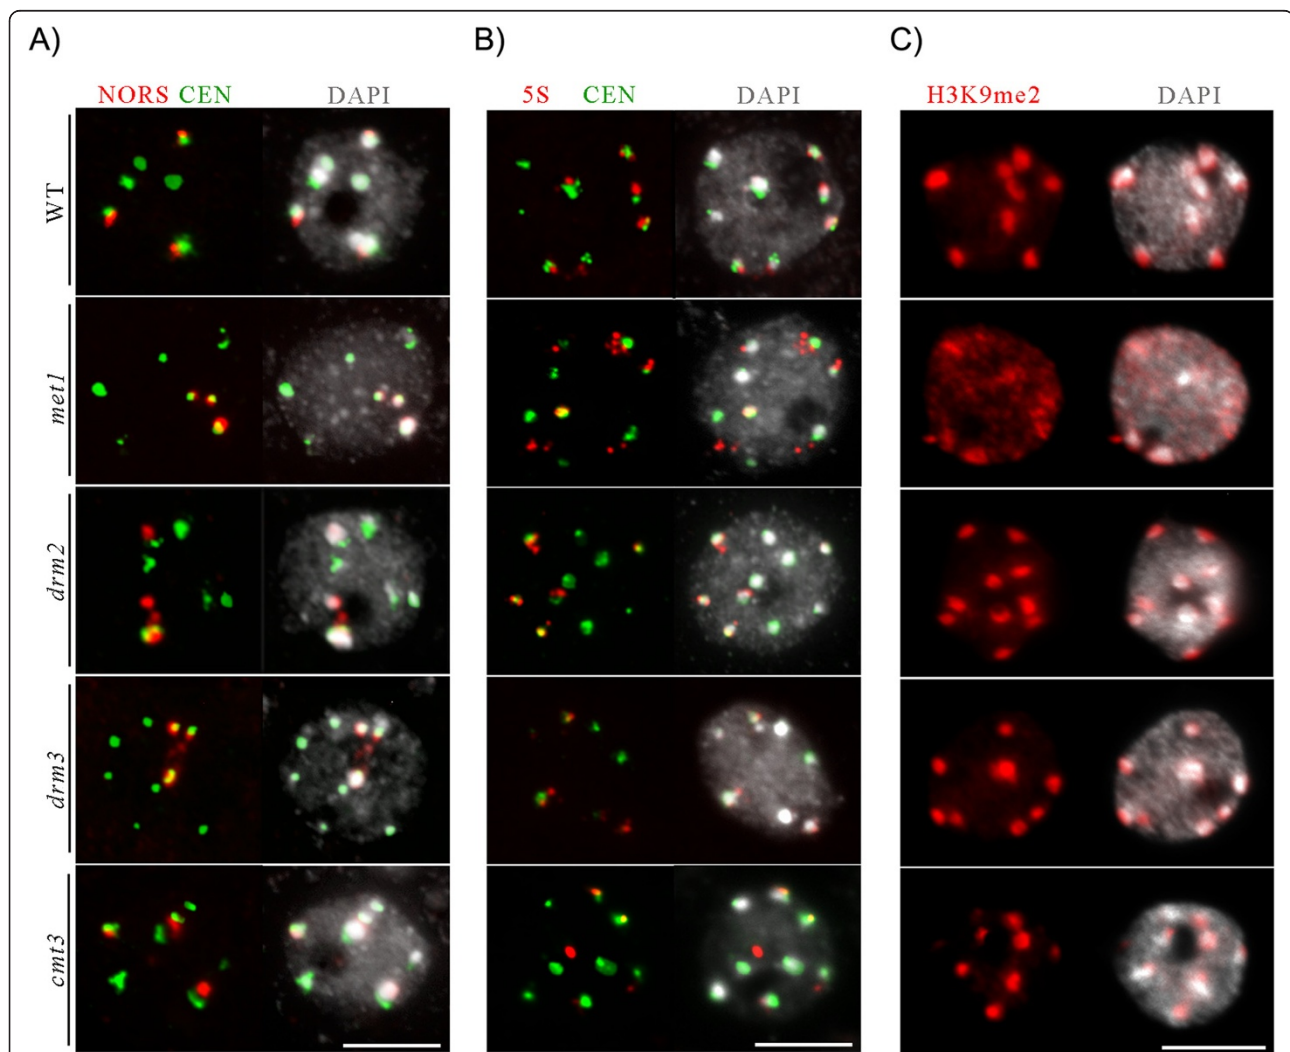 A) B) C)
NORS CEN DAPI 5S CEN DAPI H3K9me2 DAPI
WT
met1
drm2
drm3
cmt3